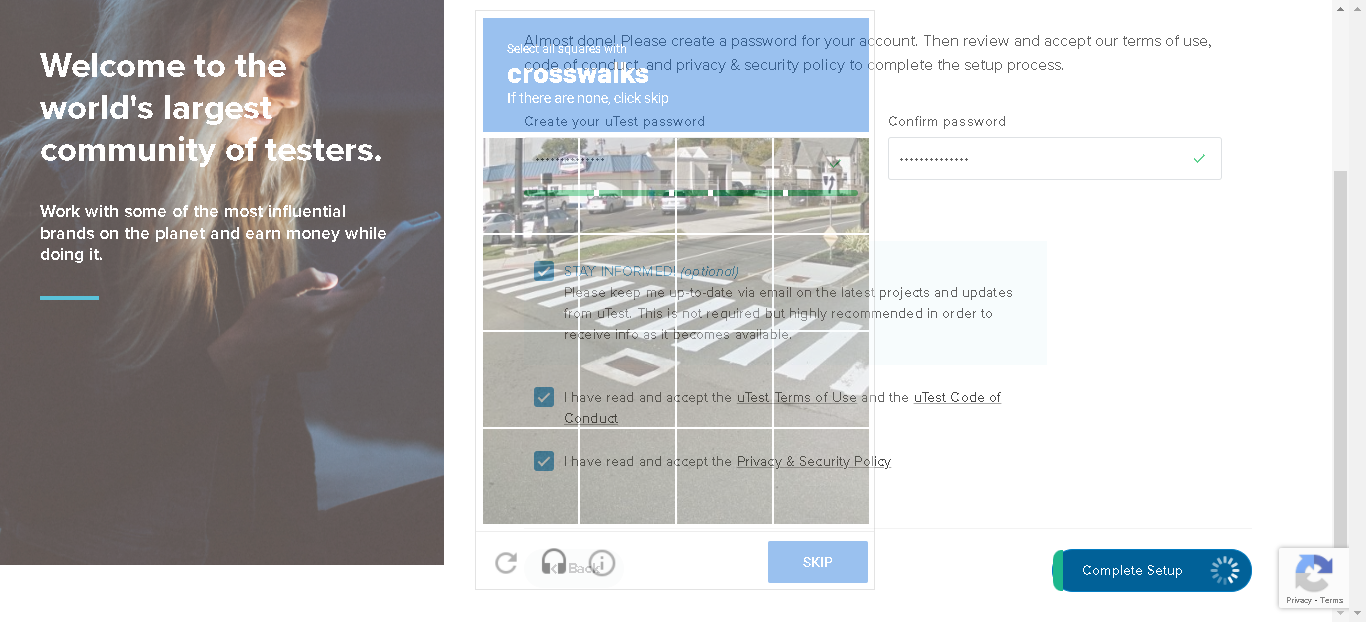 Welcome to the
world's largest
community of testers.
Work with some of the most influential
brands on the planet and earn money while
doing it.
Almost done! Please create a password for your account. Then review and accept our terms of use,
code of conduct, and privacy & security policy to complete the setup process.
Select all squares with
crosswalks
If there are none, click skip
Create your uTest password
Confirm password
STAY INFORMED! (optional)
Please keep me up-to-date via email on the latest projects and updates
from uTest. This is not required but highly recommended in order to
receive info as it becomes available.
I have read and accept the uTest Terms of Use and the uTest Code of
Conduct
I have read and accept the Privacy & Security Policy
Back
SKIP
Complete Setup
Privacy - Terms